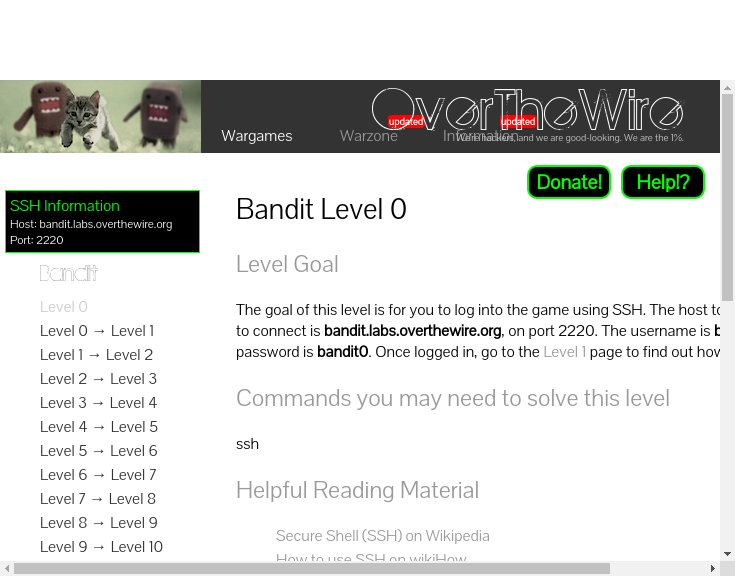 OverTheWire
updated
updated
Wargames
Warzone
Information
We're hackers, and we are good-looking. We are the 1%.
Donate!
Help!?
SSH Information
Host: bandit.labs.overthewire.org
Port: 2220
Bandit
Level 0
Level 0 → Level 1
Level 1 → Level 2
Level 2 → Level 3
Level 3 → Level 4
Level 4 → Level 5
Level 5 → Level 6
Level 6 → Level 7
Level 7 → Level 8
Level 8 → Level 9
Level 9 → Level 10
Bandit Level 0
Level Goal
The goal of this level is for you to log into the game using SSH. The host to
to connect is bandit.labs.overthewire.org, on port 2220. The username is b
password is bandit0. Once logged in, go to the Level 1 page to find out how
Commands you may need to solve this level
ssh
Helpful Reading Material
Secure Shell (SSH) on Wikipedia
How to use SSH on wikiHow